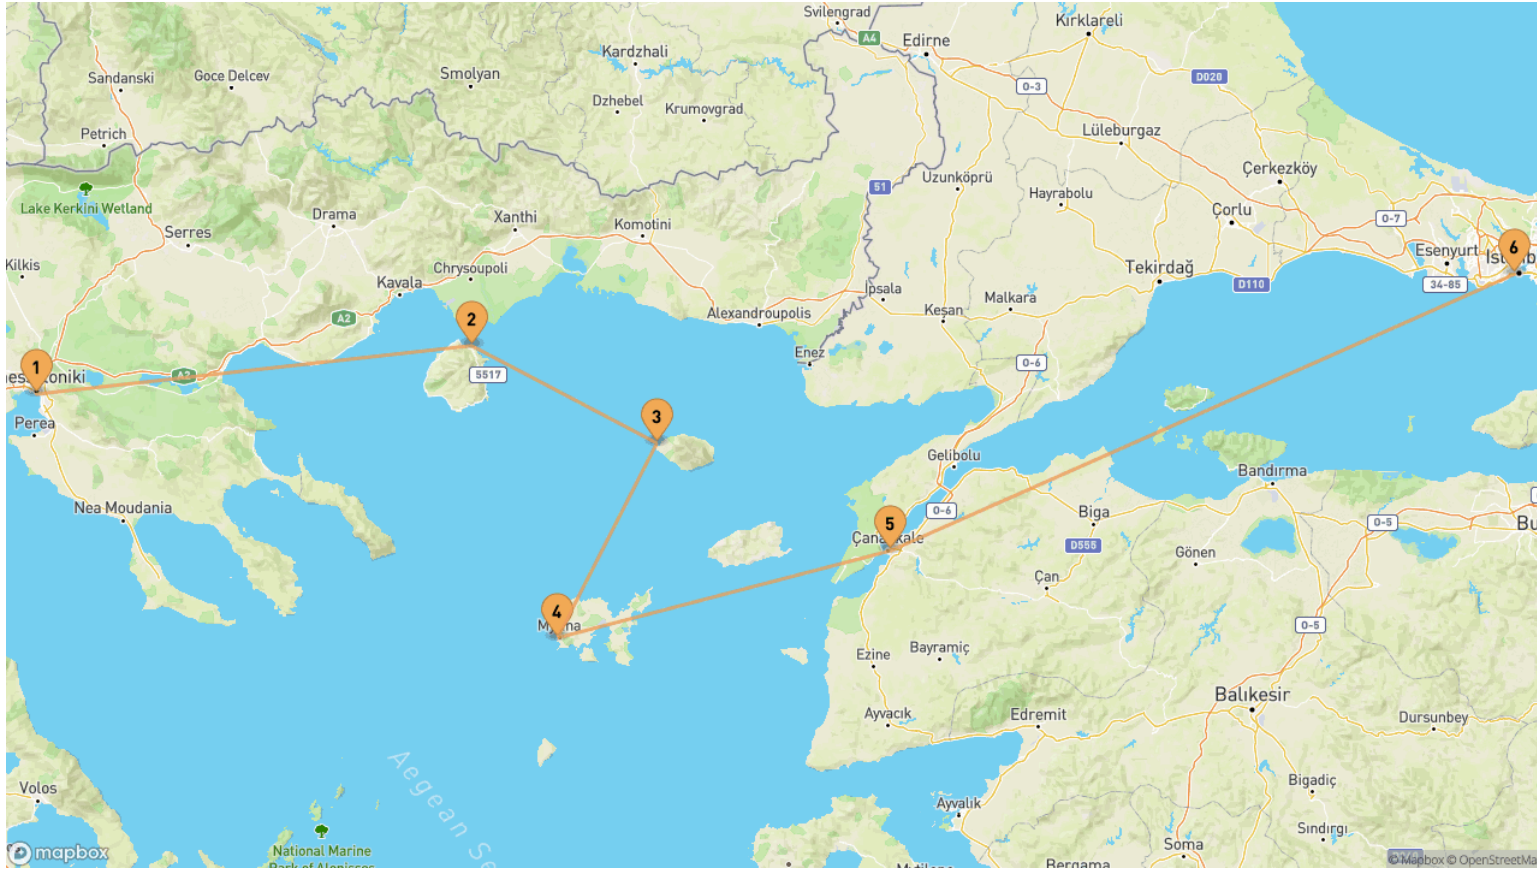 Svilengrad
Kırklareli
A4
Edirne
Kardzhali
Sandanski
Goce Delcev
Smolyan
O-3
D020
Dzhebel
Krumovgrad
Petrich
Lüleburgaz
Çerkezköy
Uzunköprü
51
Hayrabolu
Lake Kerkini Wetland
Drama
Xanthi
Komotini
Çorlu
O-7
Serres
Kilkis
Chrysoupoli
Kavala
Esenyurt
6
Tekirdağ
D110
34-85
İpsala
Malkara
Keşan
Alexandroupolis
A2
2
Enez
O-6
1
5517
Perea
3
Gelibolu
Bandırma
Nea Moudania
O-6
Biga
O-5
Bu
5
Çanakkale
D555
Gönen
Çan
4
O-5
Ezine
Bayramiç
Balıkesir
Ayvacık
Edremit
Dursunbey
Aegean Se
Volos
Bigadiç
Ayvalık
Sındırgı
National Marine
Soma
mapbox
© Mapbox © OpenStreetMa